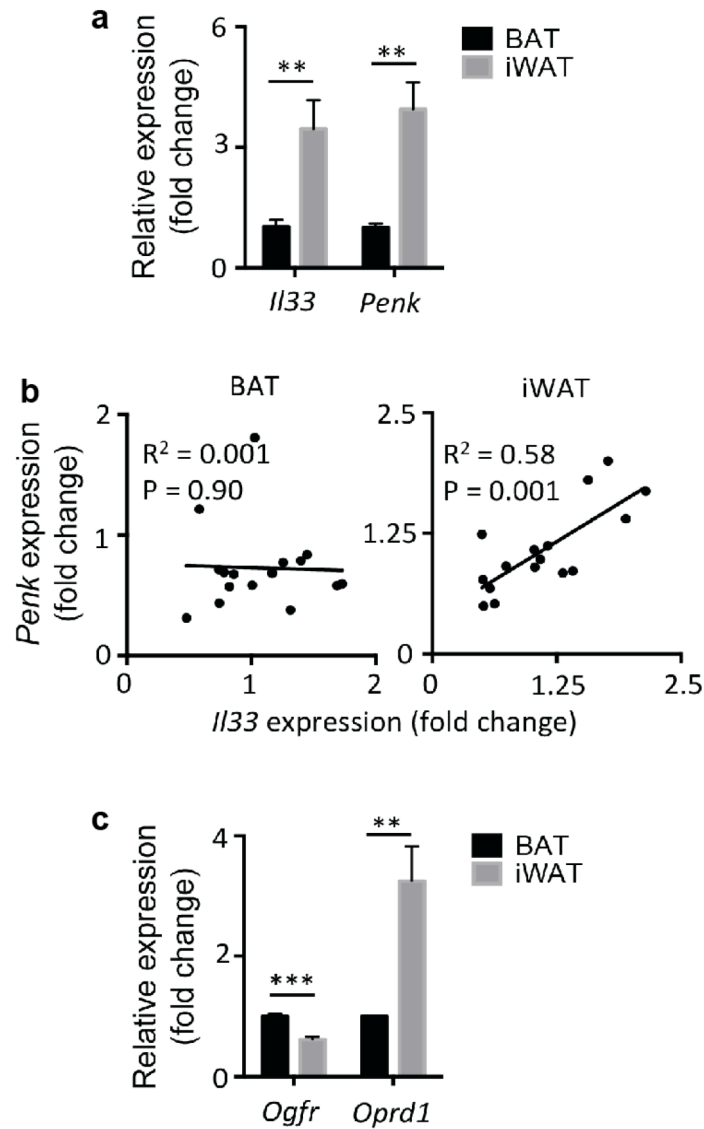 a
Relative expression
(fold change)
6
3
0
**
**
BAT
iWAT
Il33
Penk
b
BAT
iWAT
Penk expression
(fold change)
2
1
0
R² = 0.001
P = 0.90
0
1
2
2.5
1.25
0
R² = 0.58
P = 0.001
0
1.25
2.5
Il33 expression (fold change)
c
Relative expression
(fold change)
4
2
0
***
**
BAT
iWAT
Ogfr
Oprd1